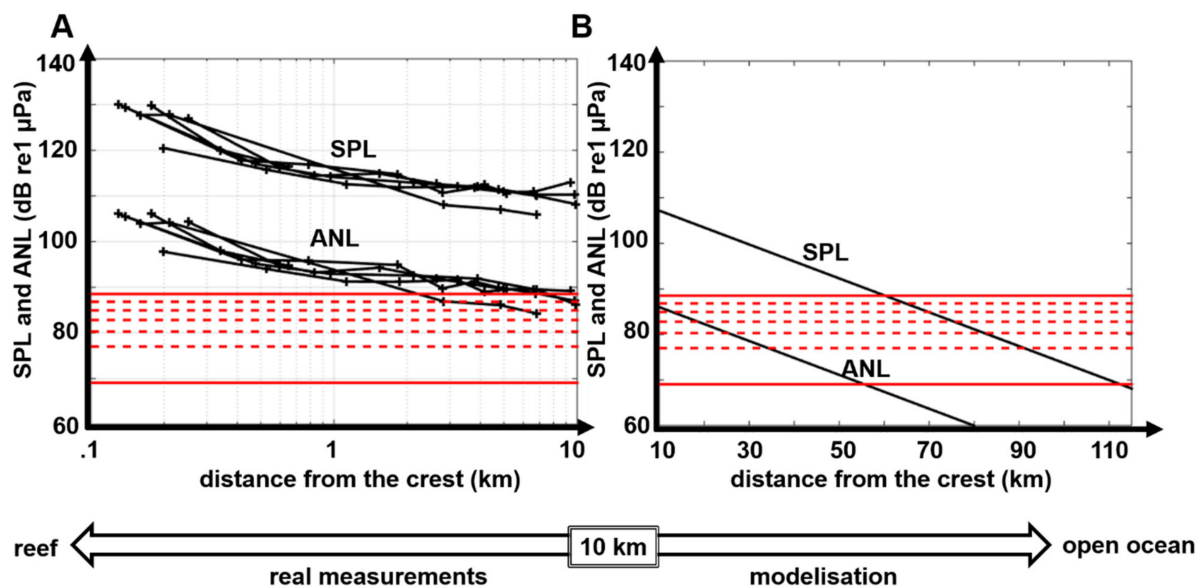 A
B
SPL and ANL (dB re1 µPa)
140
120
100
80
60
SPL
ANL
.1
1
10
distance from the crest (km)
SPL and ANL (dB re1 µPa)
140
120
100
80
60
SPL
ANL
10
30
50
70
90
110
distance from the crest (km)
reef
10 km
open ocean
real measurements
modelisation